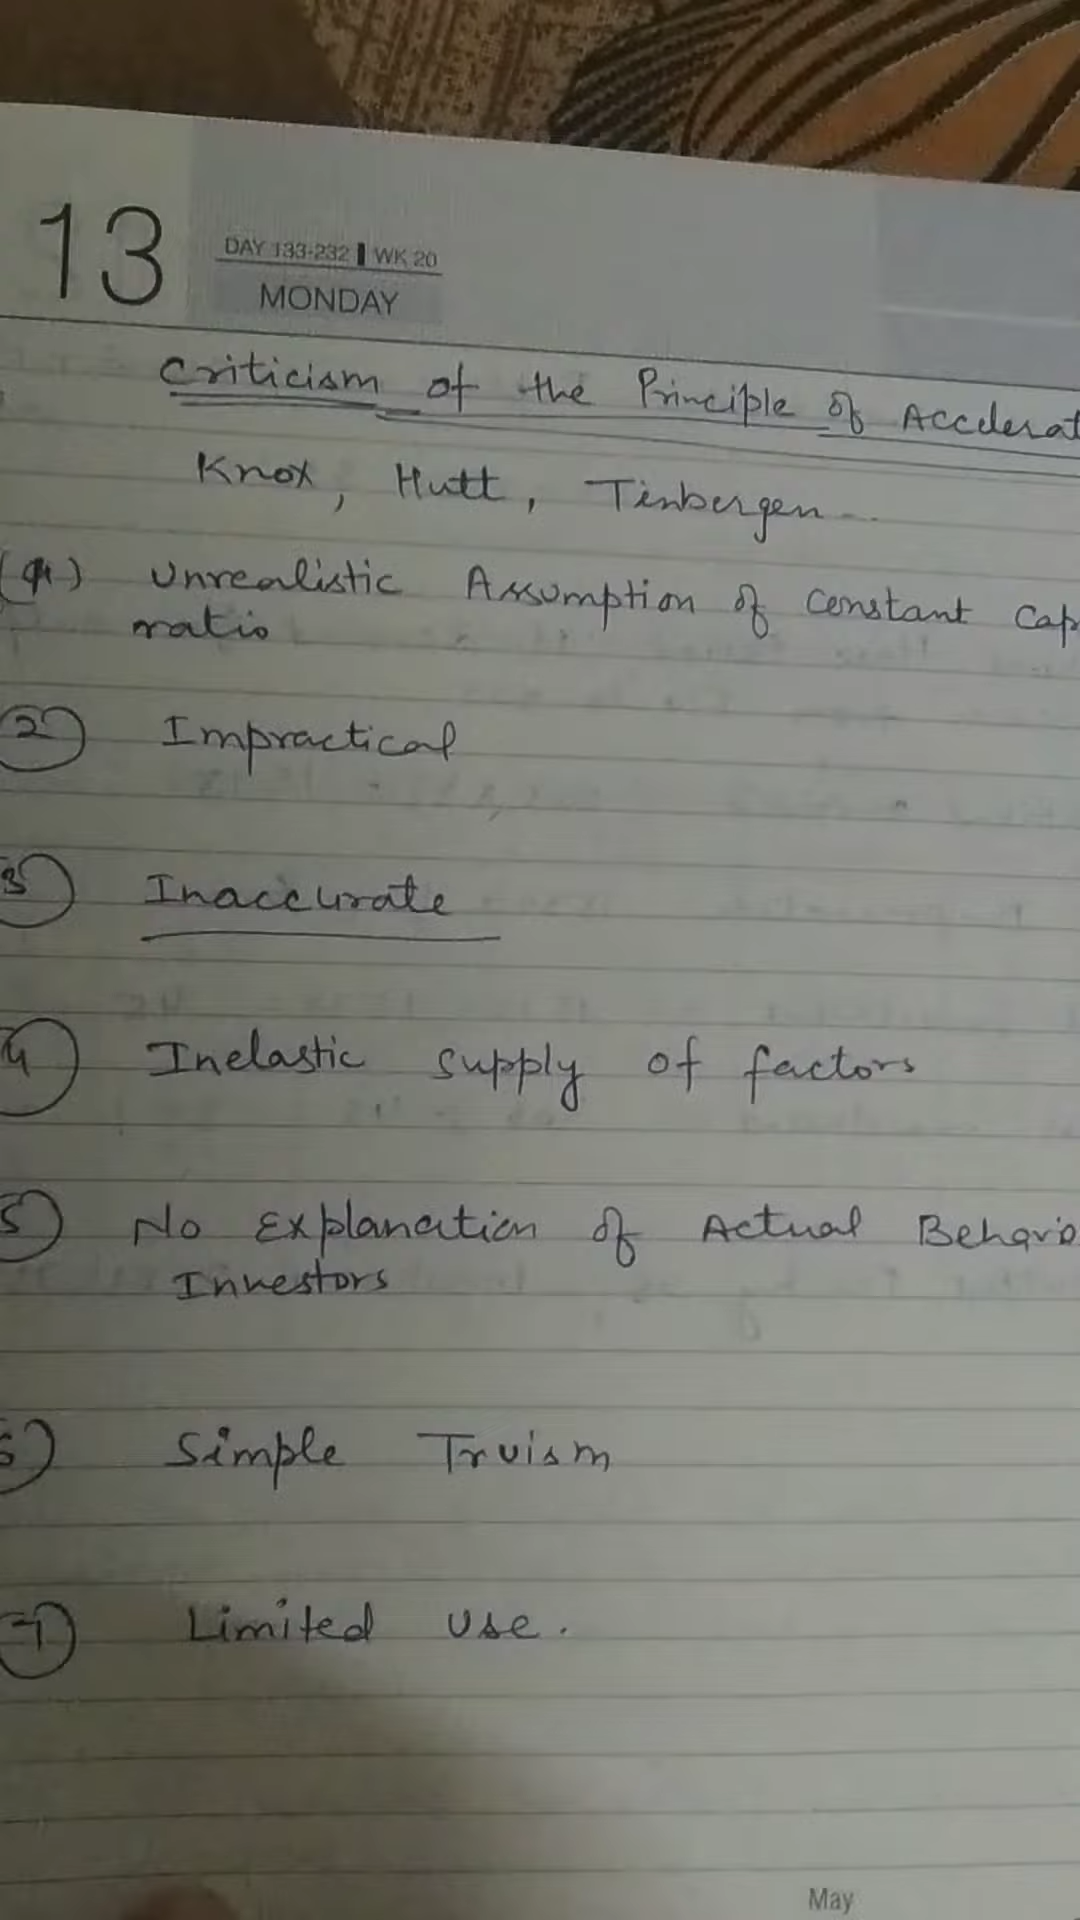 13
DAY 133-232 WK 20
MONDAY
Criticism of the Principle of Accelerat
Knox, Hutt, Tinbergen...
Unrealistic Assumption of constant Cap
ratio
2 Impractical
3 Inaccurate
4 Inelastic supply of factors
5 No Explanation of Actual Behavio
Investors
6) Simple Truism
7 Limited use.
May